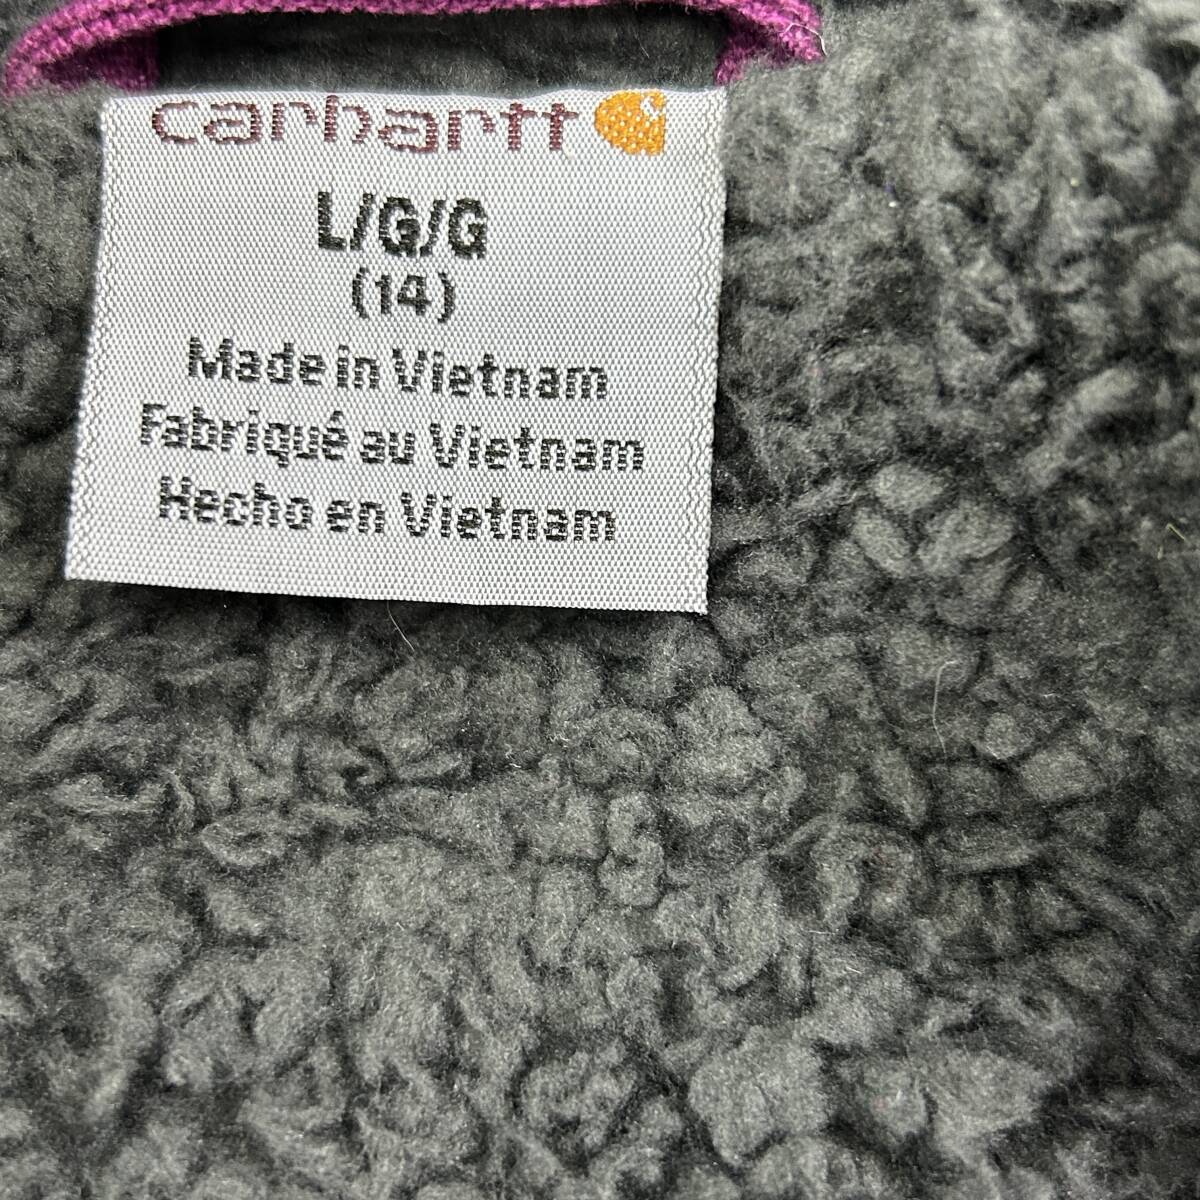 carhartt
L/G/G
(14)
Made in Vietnam
Fabriqué au Vietnam
Hecho en Vietnam